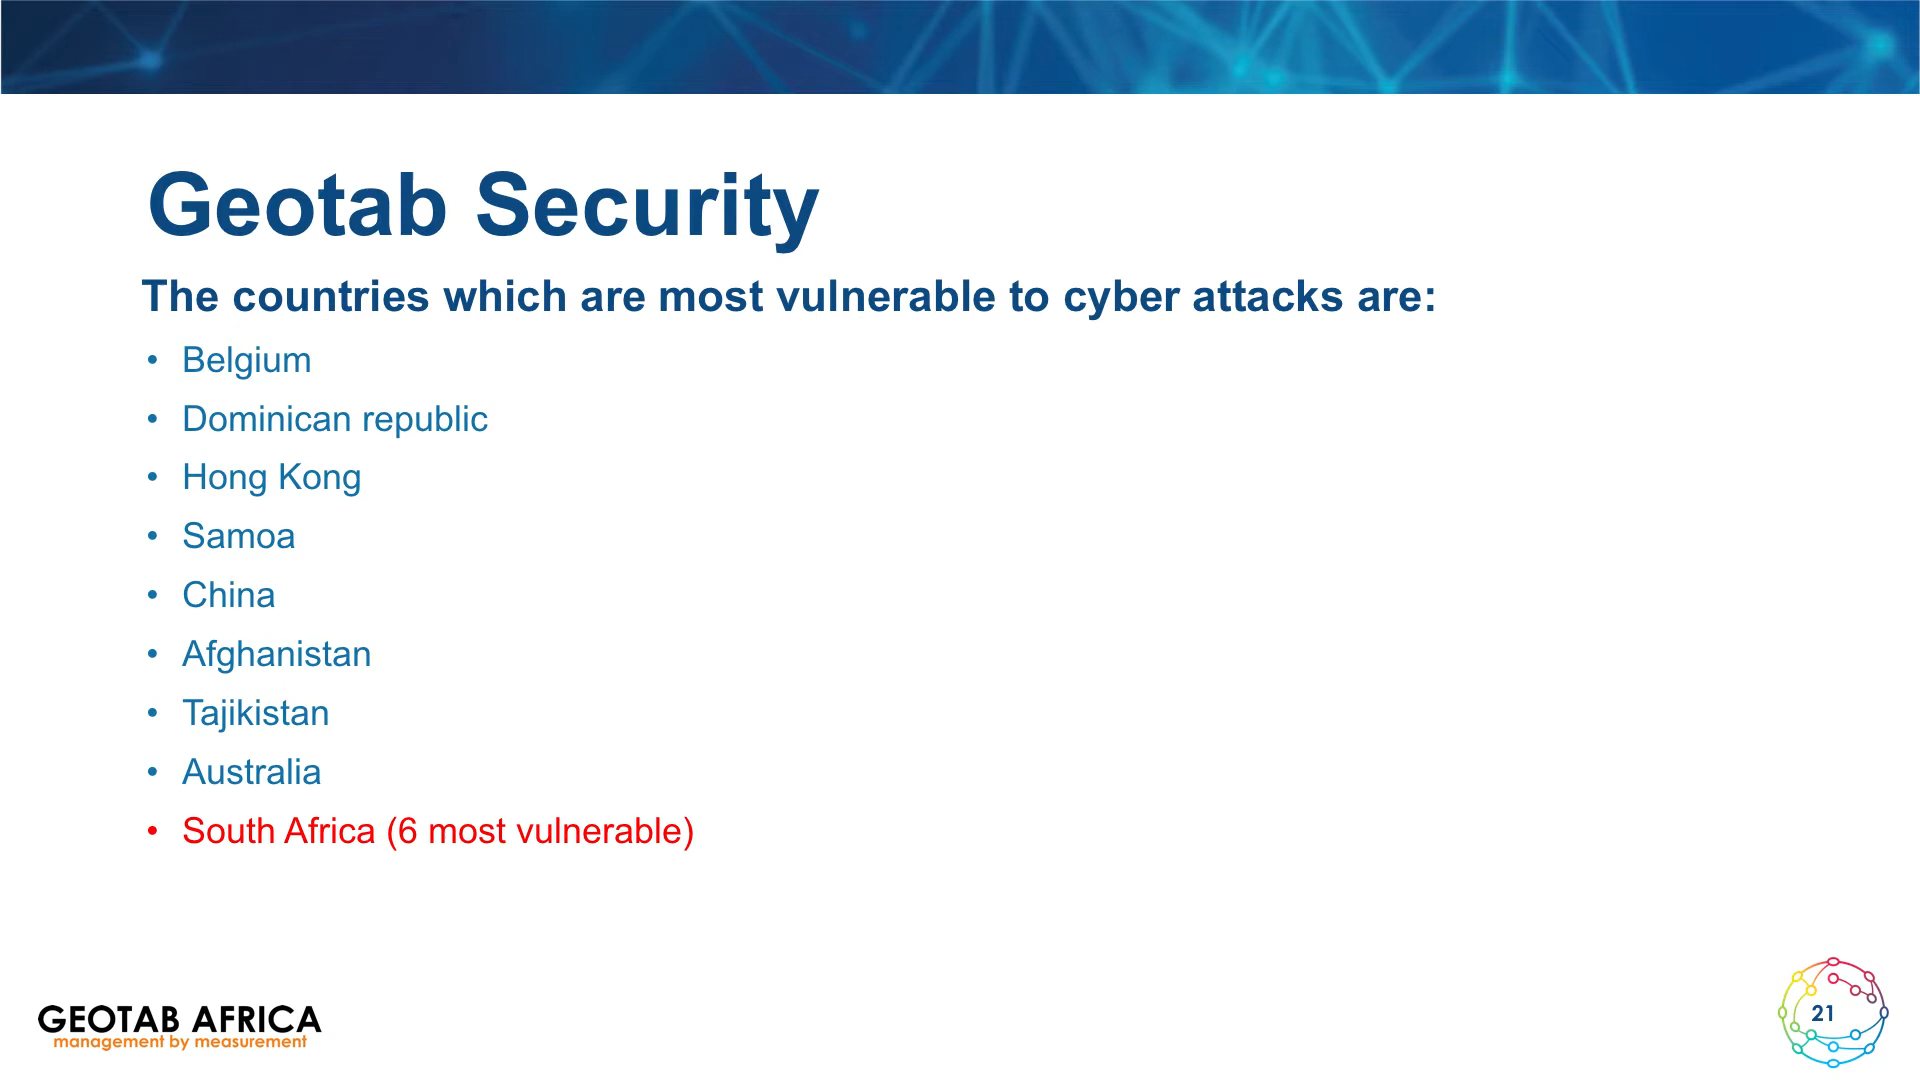 Geotab Security
The countries which are most vulnerable to cyber attacks are:
• Belgium
• Dominican republic
• Hong Kong
• Samoa
• China
• Afghanistan
• Tajikistan
• Australia
• South Africa (6 most vulnerable)
GEOTAB AFRICA
management by measurement
21